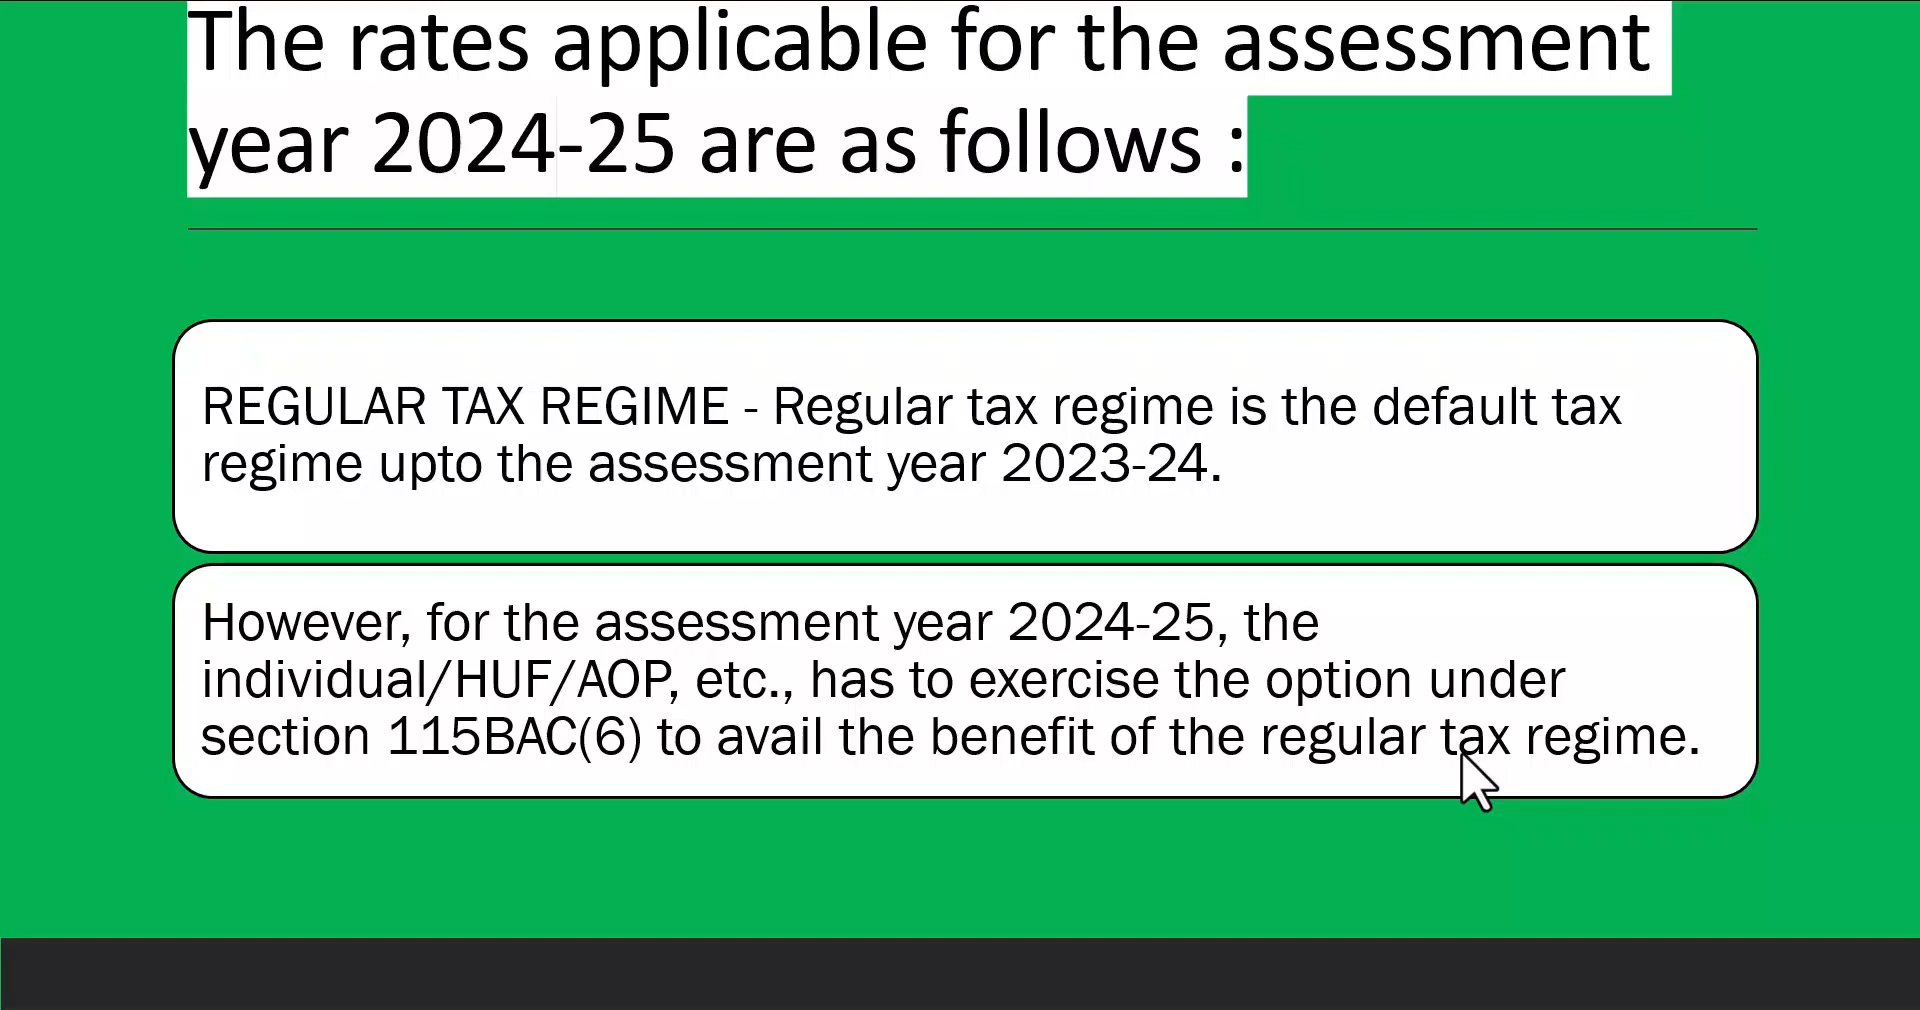 The rates applicable for the assessment
year 2024-25 are as follows :
REGULAR TAX REGIME - Regular tax regime is the default tax
regime upto the assessment year 2023-24.
However, for the assessment year 2024-25, the
individual/HUF/AOP, etc., has to exercise the option under
section 115BAC(6) to avail the benefit of the regular tax regime.